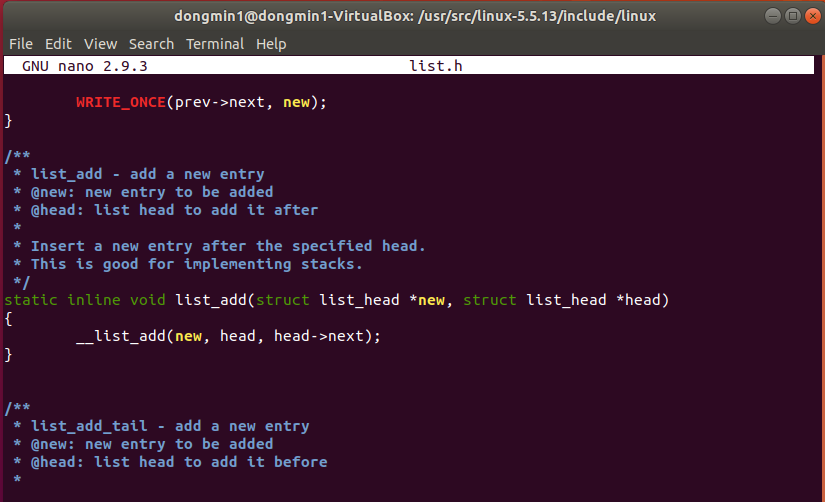 dongmin1@dongmin1-VirtualBox: /usr/src/linux-5.5.13/include/linux
File Edit View Search Terminal Help
GNU nano 2.9.3 list.h
WRITE_ONCE(prev->next, new);
}
/**
* list_add - add a new entry
* @new: new entry to be added
* @head: list head to add it after
*
* Insert a new entry after the specified head.
* This is good for implementing stacks.
*/
static inline void list_add(struct list_head *new, struct list_head *head)
{
__list_add(new, head, head->next);
}
/**
* list_add_tail - add a new entry
* @new: new entry to be added
* @head: list head to add it before
*